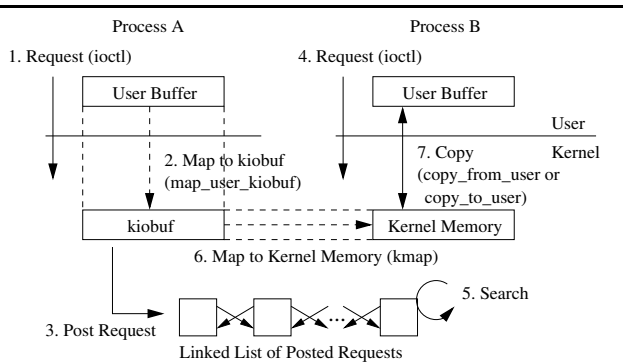 Process A
Process B
1. Request (ioctl)
4. Request (ioctl)
User Buffer
User Buffer
User
Kernel
2. Map to kiobuf
(map_user_kiobuf)
7. Copy
(copy_from_user or
copy_to_user)
kiobuf
Kernel Memory
6. Map to Kernel Memory (kmap)
3. Post Request
...
5. Search
Linked List of Posted Requests